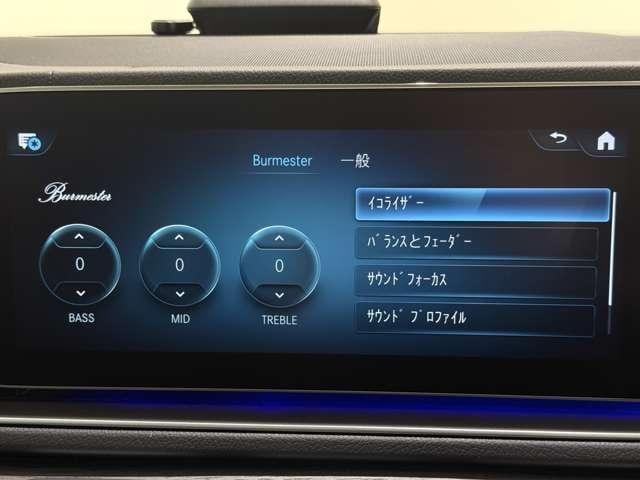 Burmester 一般
Burmester
0 0 0
BASS MID TREBLE
ｲｺﾗｲｻﾞｰ
ﾊﾞﾗﾝｽとﾌｪｰﾀﾞｰ
ｻｳﾝﾄﾞﾌｫｰｶｽ
ｻｳﾝﾄﾞ ﾌﾟﾛﾌｧｲﾙ